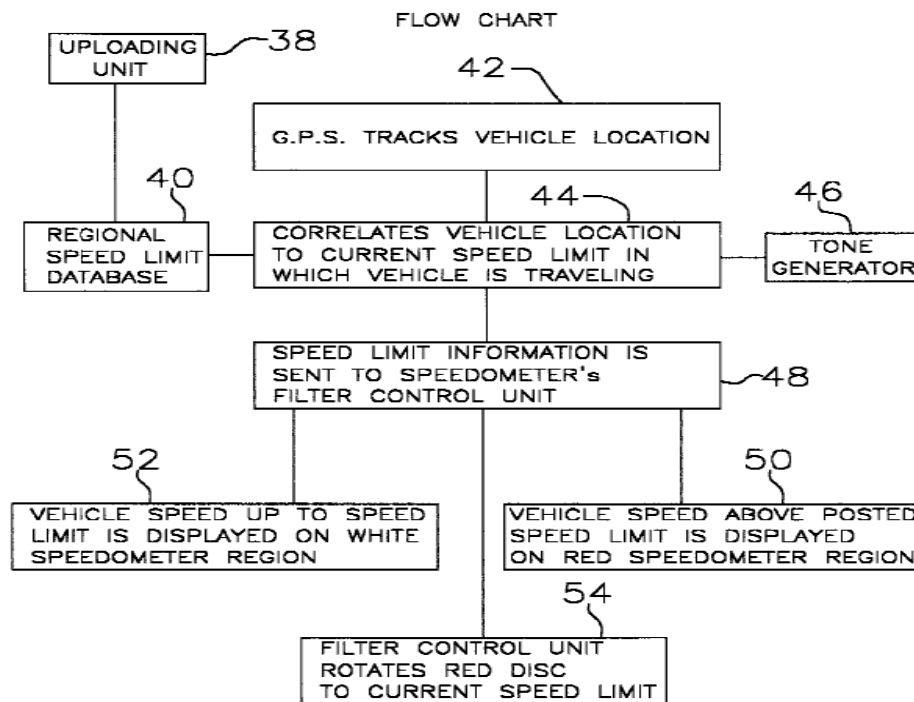 FLOW CHART
UPLOADING
UNIT
38
42
G.P.S. TRACKS VEHICLE LOCATION
40
REGIONAL
SPEED LIMIT
DATABASE
44
CORRELATES VEHICLE LOCATION
TO CURRENT SPEED LIMIT IN
WHICH VEHICLE IS TRAVELING
46
TONE
GENERATOR
SPEED LIMIT INFORMATION IS
SENT TO SPEEDOMETER's
FILTER CONTROL UNIT
48
52
VEHICLE SPEED UP TO SPEED
LIMIT IS DISPLAYED ON WHITE
SPEEDOMETER REGION
50
VEHICLE SPEED ABOVE POSTED
SPEED LIMIT IS DISPLAYED
ON RED SPEEDOMETER REGION
54
FILTER CONTROL UNIT
ROTATES RED DISC
TO CURRENT SPEED LIMIT